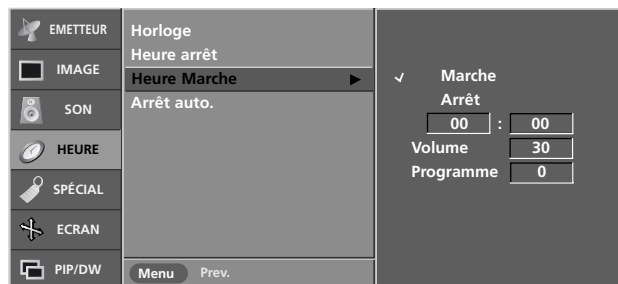 EMETTEUR
IMAGE
SON
HEURE
SPÉCIAL
ECRAN
PIP/DW
Horloge
Heure arrêt
Heure Marche
Arrêt auto.
Menu Prev.
Marche
Arrêt
00 : 00
Volume 30
Programme 0